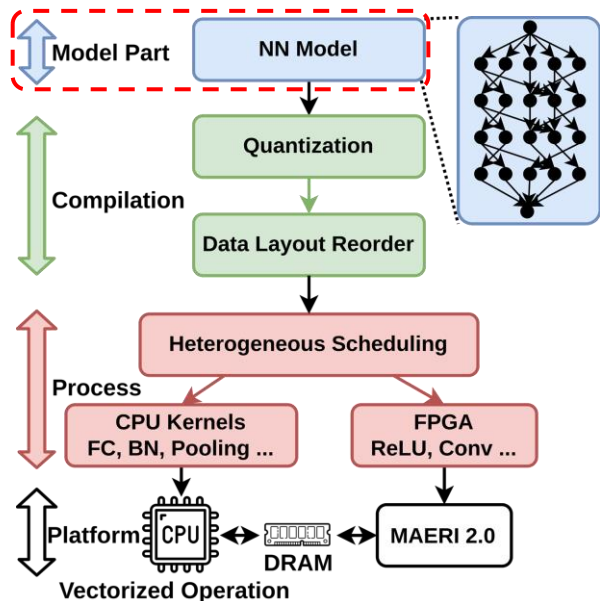 Model Part
NN Model
Quantization
Compilation
Data Layout Reorder
Heterogeneous Scheduling
Process
CPU Kernels
FC, BN, Pooling ...
FPGA
ReLU, Conv ...
Platform
CPU
DRAM
MAERI 2.0
Vectorized Operation